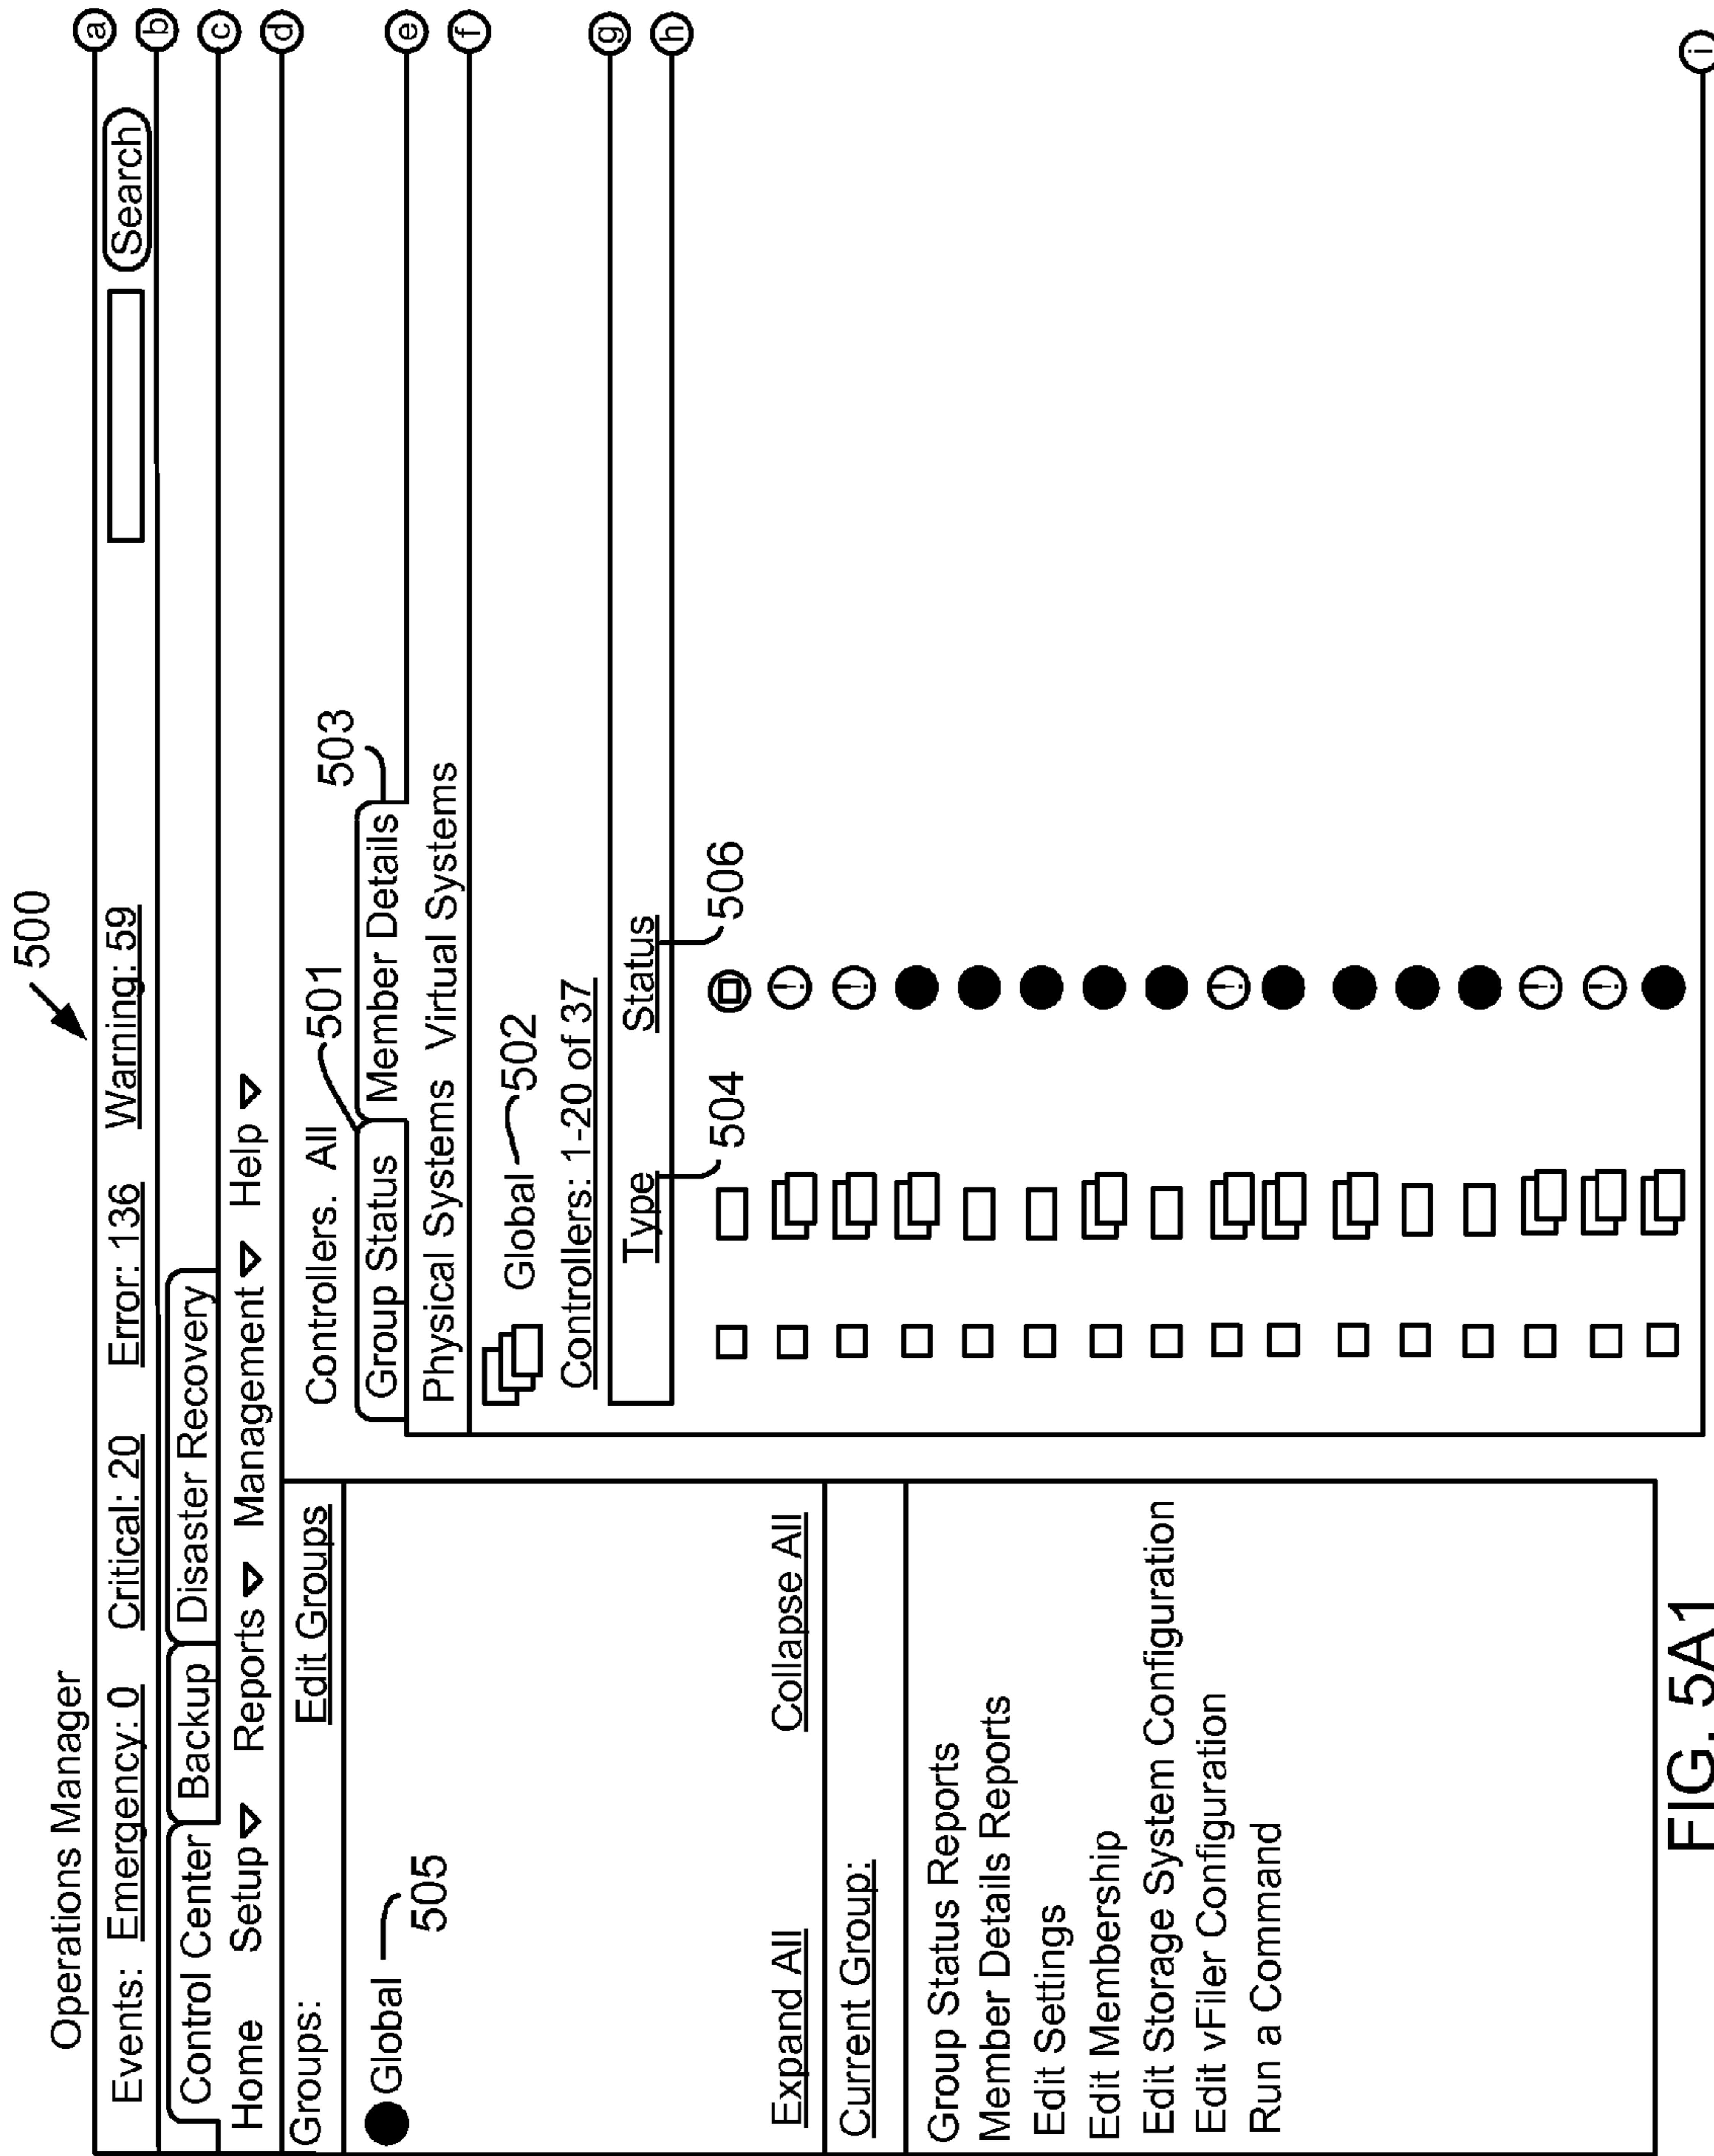 500
Operations Manager
Events: Emergency: 0 Critical: 20 Error: 136 Warning: 59 Search
Control Center Backup Disaster Recovery
Home Setup Reports Management Help
Groups: Edit Groups
Global
505
Expand All Collapse All
Current Group:
Group Status Reports
Member Details Reports
Edit Settings
Edit Membership
Edit Storage System Configuration
Edit vFiler Configuration
Run a Command
Controllers. All 501 503
Group Status Member Details
Physical Systems Virtual Systems
Global 502
Controllers: 1-20 of 37
Type Status
504 506
a
b
c
d
e
f
g
h
i
FIG. 5A1